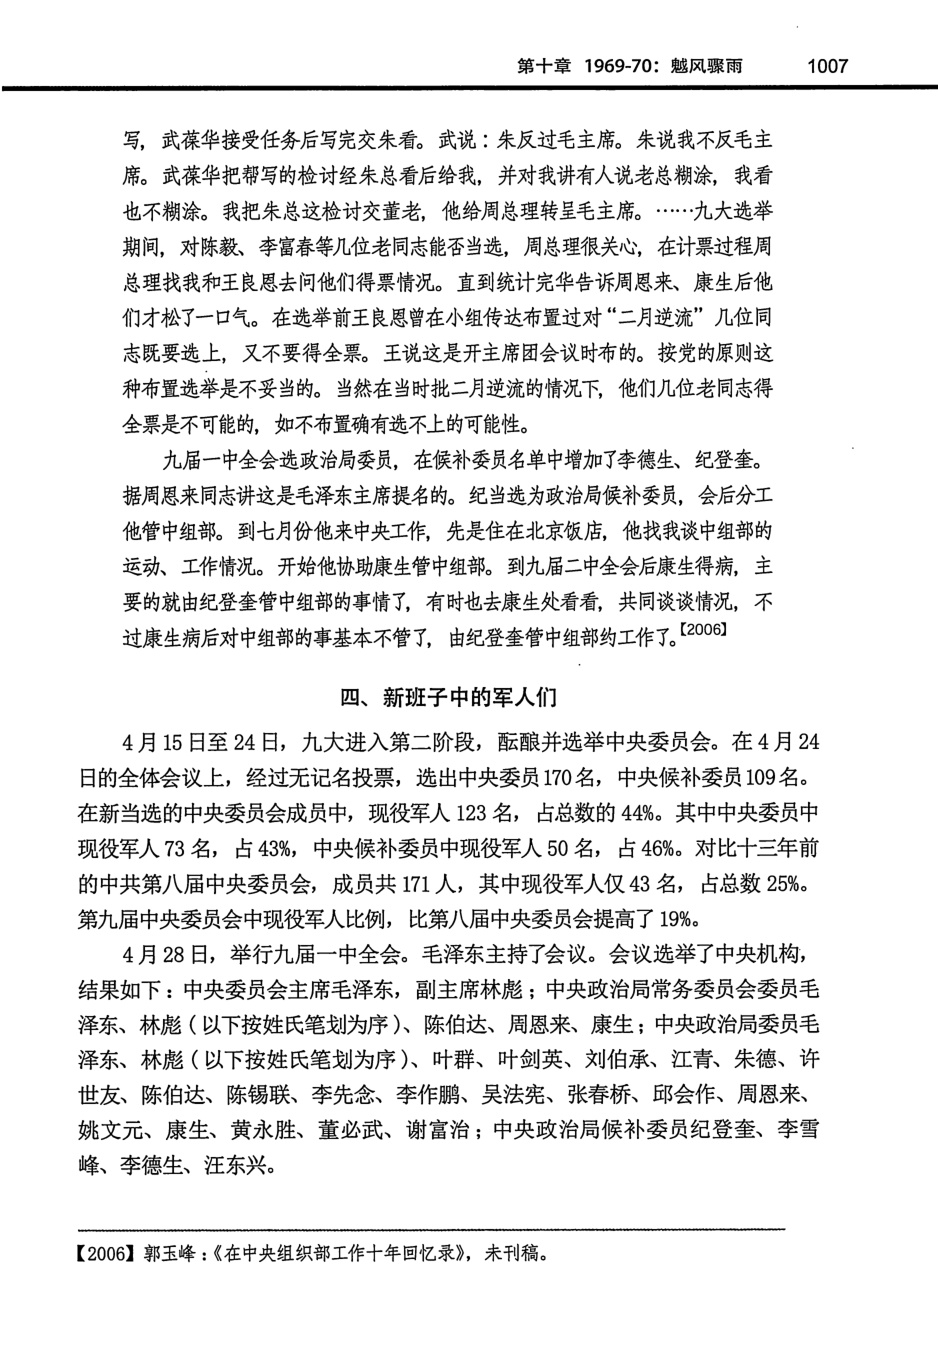 第十章 1969-70：魃风骤雨 1007
写，武葆华接受任务后写完交朱看。武说：朱反过毛主席。朱说我不反毛主
席。武葆华把帮写的检讨经朱总看后给我，并对我讲有人说老总糊涂，我看
也不糊涂。我把朱总这检讨交董老，他给周总理转呈毛主席。……九大选举
期间，对陈毅、李富春等几位老同志能否当选，周总理很关心，在计票过程周
总理找我和王良恩去问他们得票情况。直到统计完华告诉周恩来、康生后他
们才松了一口气。在选举前王良恩曾在小组传达布置过对“二月逆流”几位同
志既要选上，又不要得全票。王说这是开主席团会议时布的。按党的原则这
种布置选举是不妥当的。当然在当时批二月逆流的情况下，他们几位老同志得
全票是不可能的，如不布置确有选不上的可能性。
九届一中全会选政治局委员，在候补委员名单中增加了李德生、纪登奎。
据周恩来同志讲这是毛泽东主席提名的。纪当选为政治局候补委员，会后分工
他管中组部。到七月份他来中央工作，先是住在北京饭店，他找我谈中组部的
运动、工作情况。开始他协助康生管中组部。到九届二中全会后康生得病，主
要的就由纪登奎管中组部的事情了，有时也去康生处看看，共同谈谈情况，不
过康生病后对中组部的事基本不管了，由纪登奎管中组部约工作了。【2006】
四、新班子中的军人们
4月15日至24日，九大进入第二阶段，酝酿并选举中央委员会。在4月24
日的全体会议上，经过无记名投票，选出中央委员170名，中央候补委员109名。
在新当选的中央委员会成员中，现役军人123名，占总数的44%。其中中央委员中
现役军人73名，占43%，中央候补委员中现役军人50名，占46%。对比十三年前
的中共第八届中央委员会，成员共171人，其中现役军人仅43名，占总数25%。
第九届中央委员会中现役军人比例，比第八届中央委员会提高了19%。
4月28日，举行九届一中全会。毛泽东主持了会议。会议选举了中央机构，
结果如下：中央委员会主席毛泽东，副主席林彪；中央政治局常务委员会委员毛
泽东、林彪（以下按姓氏笔划为序）、陈伯达、周恩来、康生；中央政治局委员毛
泽东、林彪（以下按姓氏笔划为序）、叶群、叶剑英、刘伯承、江青、朱德、许
世友、陈伯达、陈锡联、李先念、李作鹏、吴法宪、张春桥、邱会作、周恩来、
姚文元、康生、黄永胜、董必武、谢富治；中央政治局候补委员纪登奎、李雪
峰、李德生、汪东兴。
【2006】郭玉峰：《在中央组织部工作十年回忆录》，未刊稿。